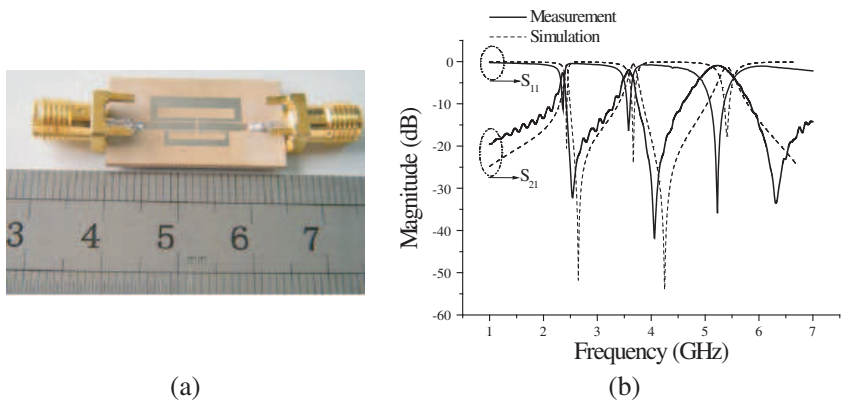 Measurement
Simulation
0
-10
-20
-30
-40
-50
-60
Magnitude (dB)
S11
S21
1 2 3 4 5 6 7
Frequency (GHz)
3 4 5 6 7
mm
(a) (b)